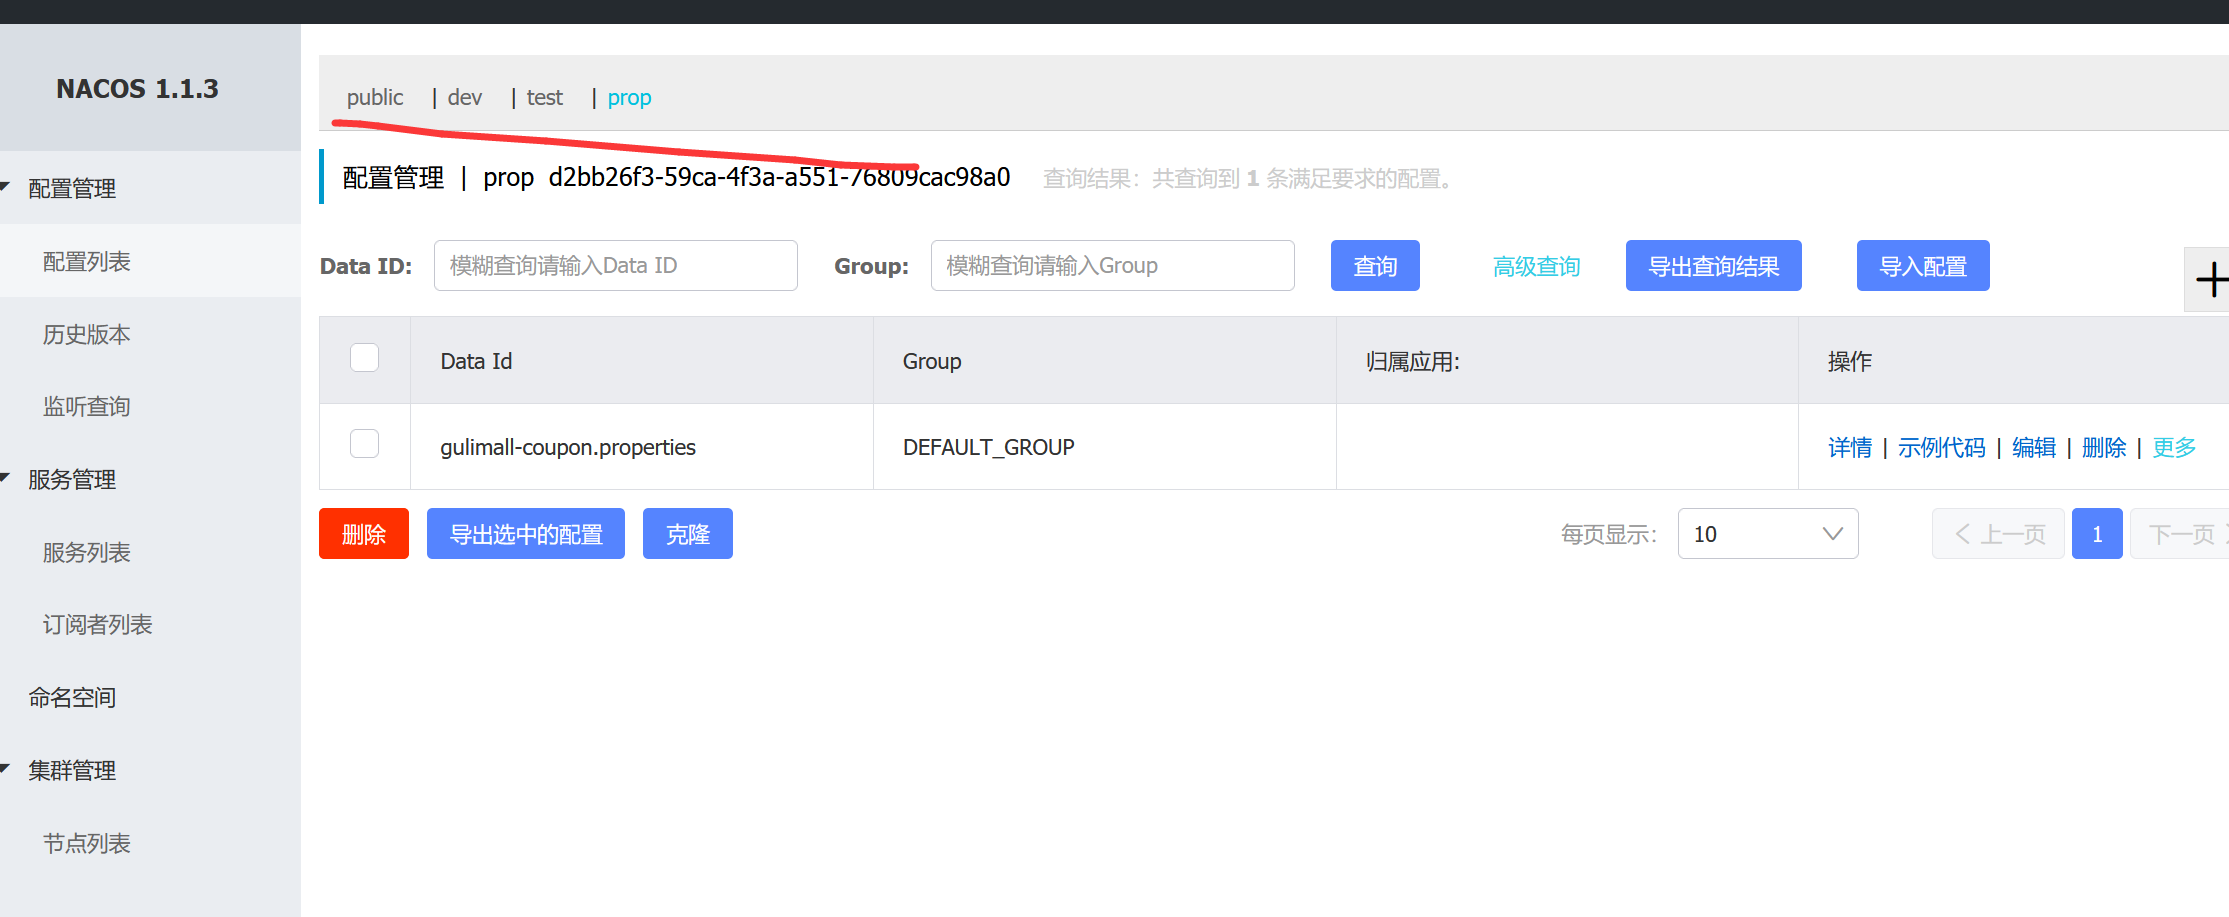 NACOS 1.1.3
配置管理
配置列表
历史版本
监听查询
服务管理
服务列表
订阅者列表
命名空间
集群管理
节点列表
public | dev | test | prop
配置管理 | prop d2bb26f3-59ca-4f3a-a551-76809cac98a0 查询结果：共查询到 1 条满足要求的配置。
Data ID: 模糊查询请输入Data ID Group: 模糊查询请输入Group 查询 高级查询 导出查询结果 导入配置
Data Id Group 归属应用: 操作
gulimall-coupon.properties DEFAULT_GROUP 详情 | 示例代码 | 编辑 | 删除 | 更多
删除 导出选中的配置 克隆 每页显示： 10 上一页 1 下一页